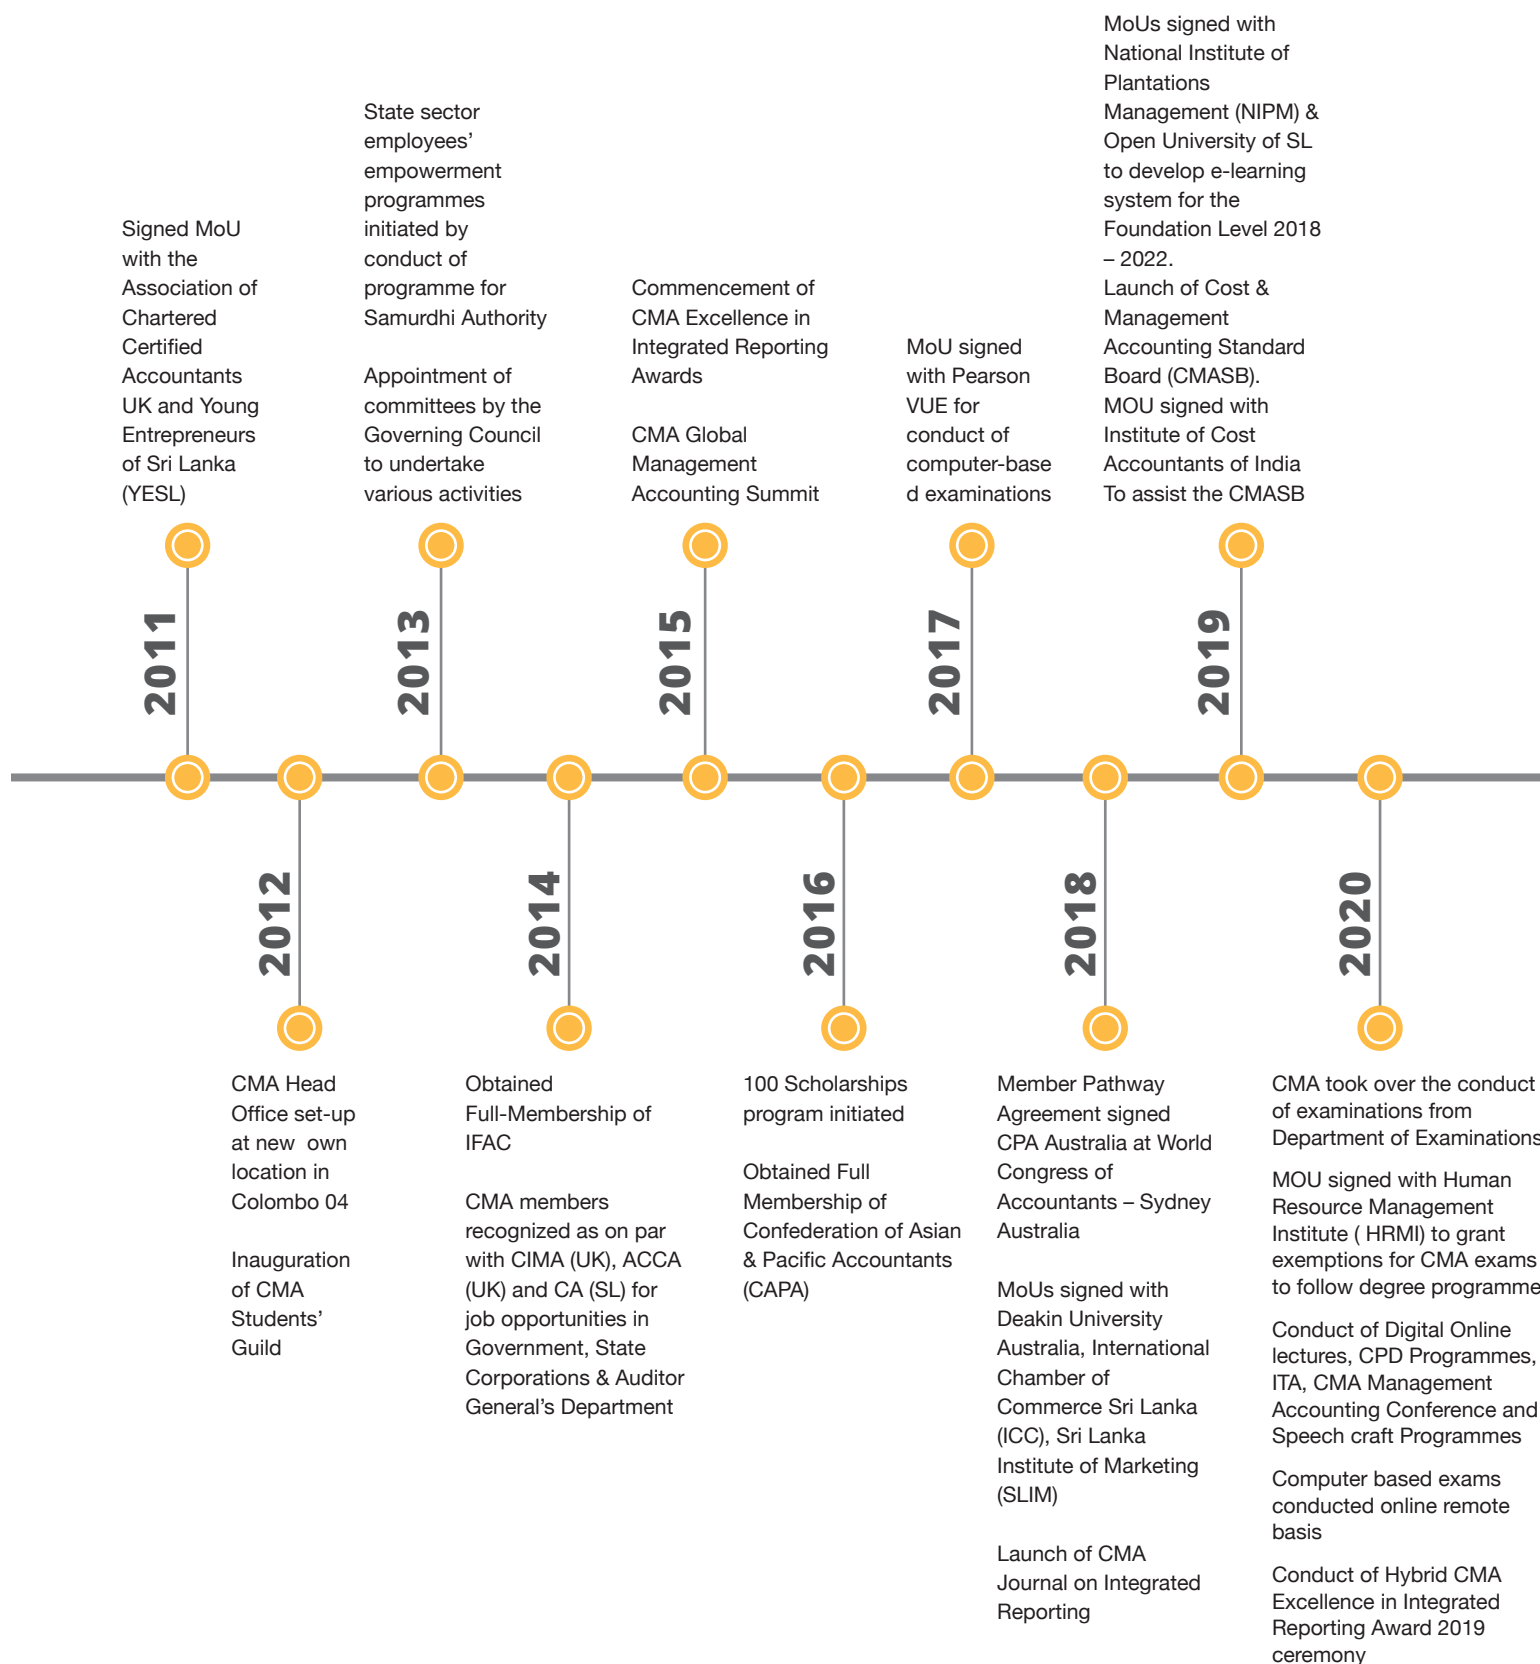 Signed MoU
with the
Association of
Chartered
Certified
Accountants
UK and Young
Entrepreneurs
of Sri Lanka
(YESL)
2011
CMA Head
Office set-up
at new  own
location in
Colombo 04
Inauguration
of CMA
Students’
Guild
2012
State sector
employees’
empowerment
programmes
initiated by
conduct of
programme for
Samurdhi Authority
Appointment of
committees by the
Governing Council
to undertake
various activities
2013
Obtained
Full-Membership of
IFAC
CMA members
recognized as on par
with CIMA (UK), ACCA
(UK) and CA (SL) for
job opportunities in
Government, State
Corporations & Auditor
General’s Department
2014
Commencement of
CMA Excellence in
Integrated Reporting
Awards
CMA Global
Management
Accounting Summit
2015
100 Scholarships
program initiated
Obtained Full
Membership of
Confederation of Asian
& Pacific Accountants
(CAPA)
2016
MoU signed
with Pearson
VUE for
conduct of
computer-base
d examinations
2017
Member Pathway
Agreement signed
CPA Australia at World
Congress of
Accountants – Sydney
Australia
MoUs signed with
Deakin University
Australia, International
Chamber of
Commerce Sri Lanka
(ICC), Sri Lanka
Institute of Marketing
(SLIM)
Launch of CMA
Journal on Integrated
Reporting
2018
MoUs signed with
National Institute of
Plantations
Management (NIPM) &
Open University of SL
to develop e-learning
system for the
Foundation Level 2018
– 2022.
Launch of Cost &
Management
Accounting Standard
Board (CMASB).
MOU signed with
Institute of Cost
Accountants of India
To assist the CMASB
2019
CMA took over the conduct
of examinations from
Department of Examinations
MOU signed with Human
Resource Management
Institute ( HRMI) to grant
exemptions for CMA exams
to follow degree programme
Conduct of Digital Online
lectures, CPD Programmes,
ITA, CMA Management
Accounting Conference and
Speech craft Programmes
Computer based exams
conducted online remote
basis
Conduct of Hybrid CMA
Excellence in Integrated
Reporting Award 2019
ceremony
2020